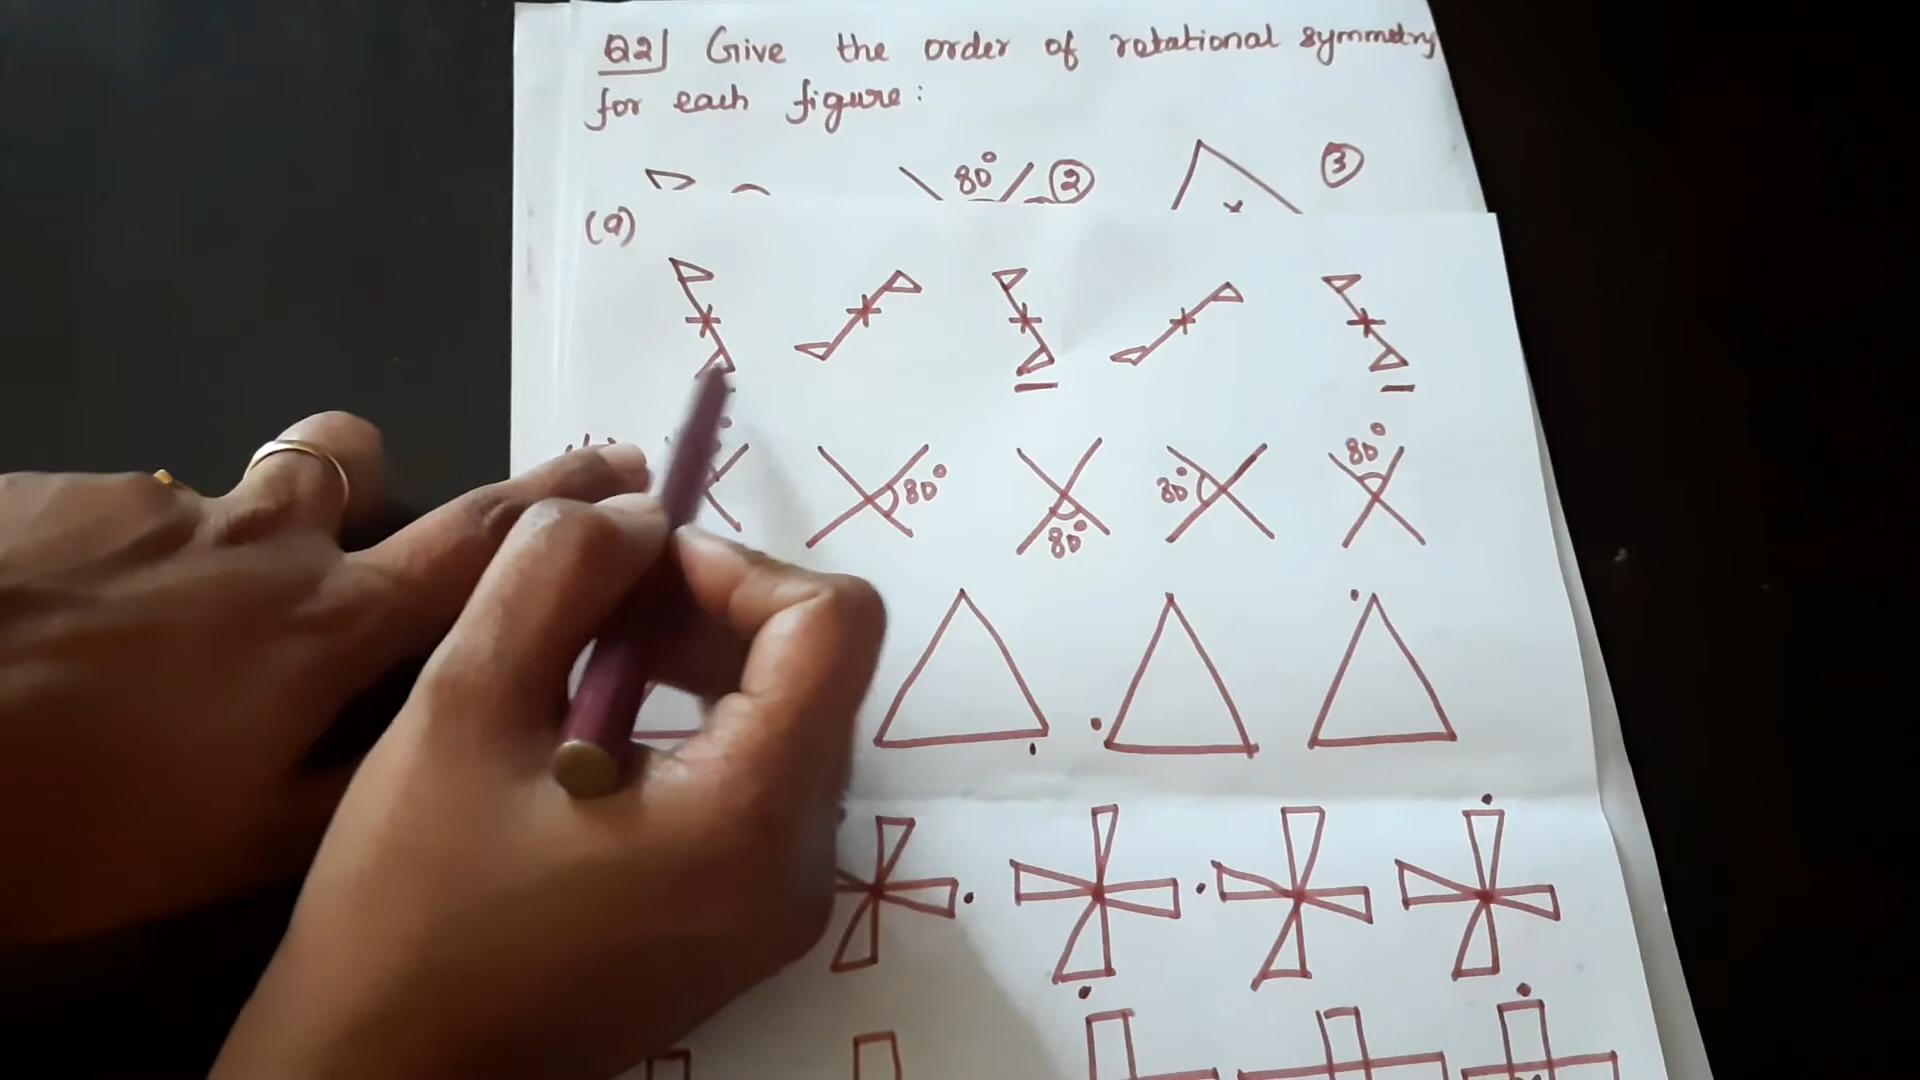 Q2] Give the order of rotational symmetry
for each figure:
80° ② ③
(a)
80° 80° 80° 80°